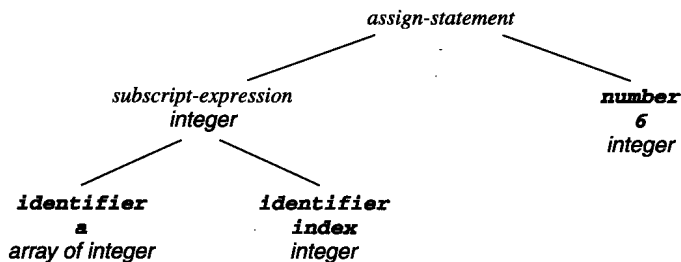 assign-statement
subscript-expression
integer
number
6
integer
identifier
a
array of integer
identifier
index
integer